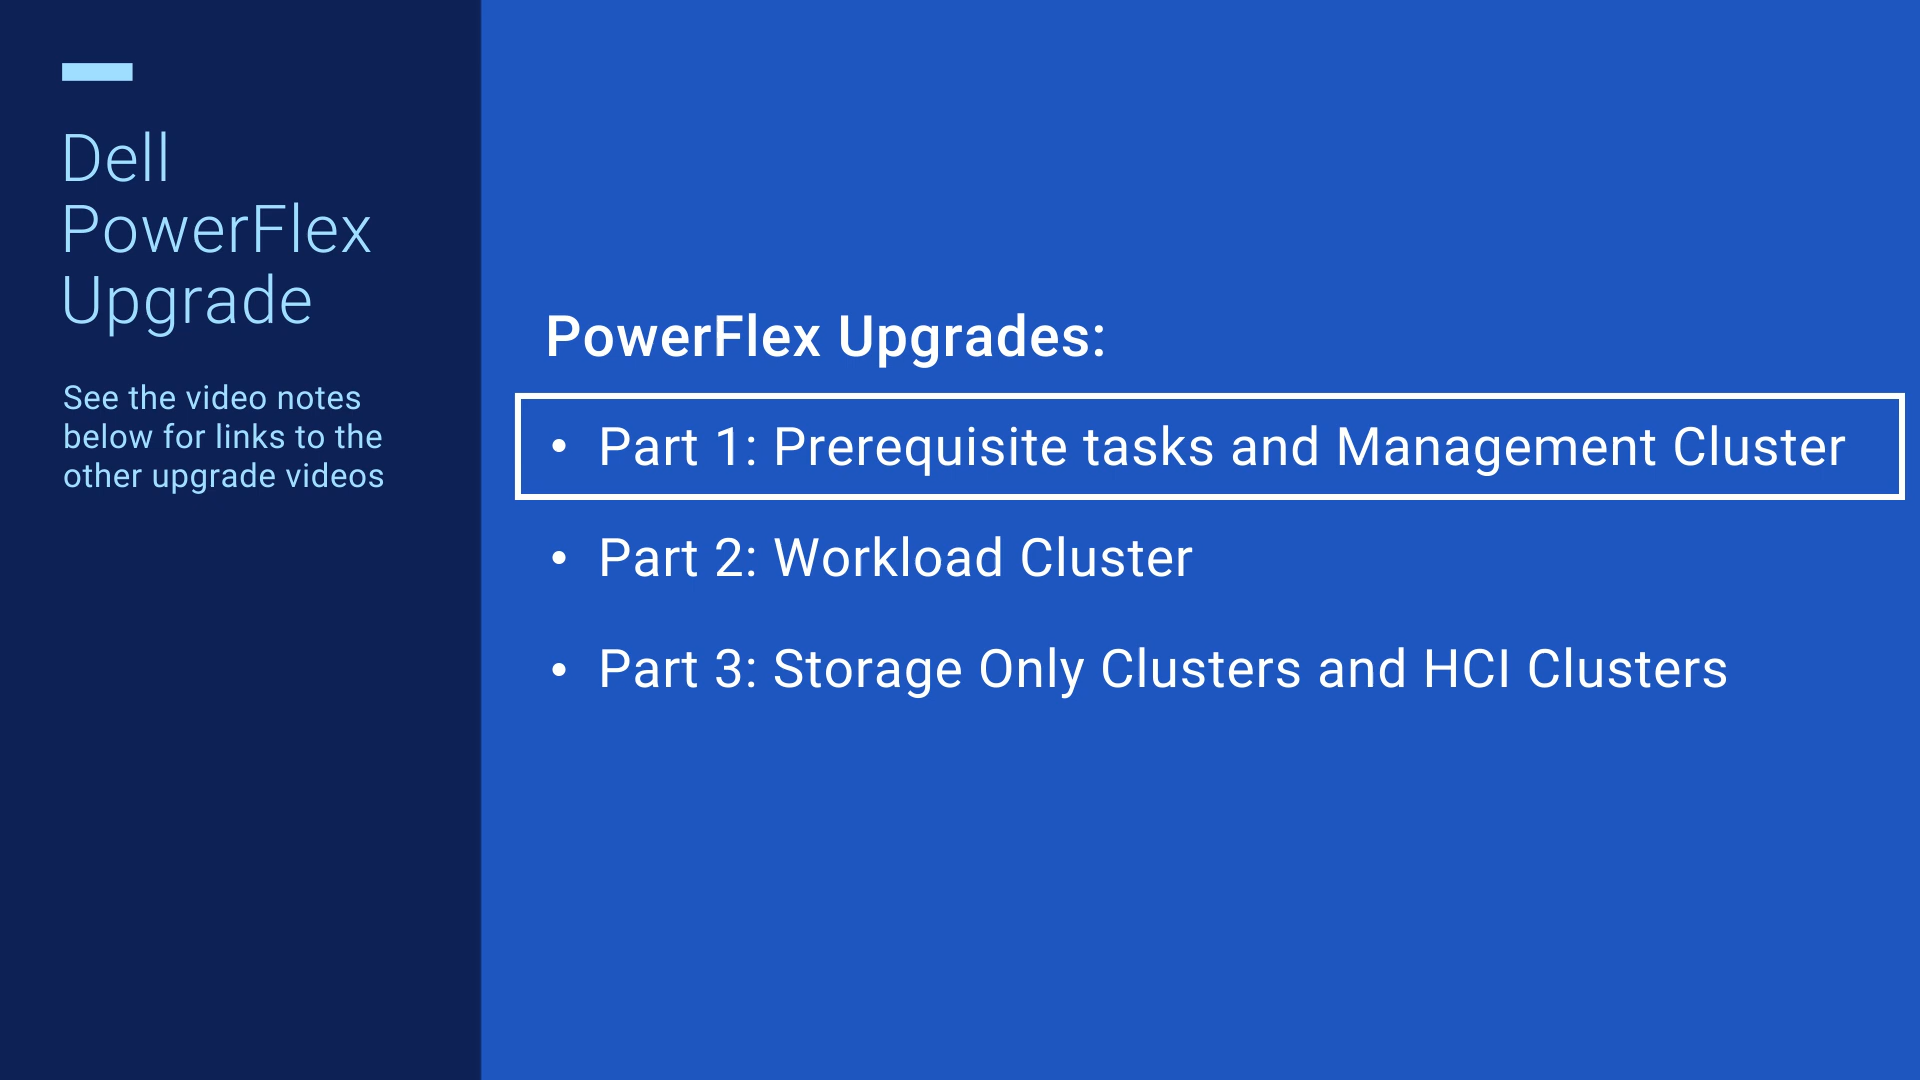 Dell
PowerFlex
Upgrade
See the video notes
below for links to the
other upgrade videos
PowerFlex Upgrades:
• Part 1: Prerequisite tasks and Management Cluster
• Part 2: Workload Cluster
• Part 3: Storage Only Clusters and HCI Clusters